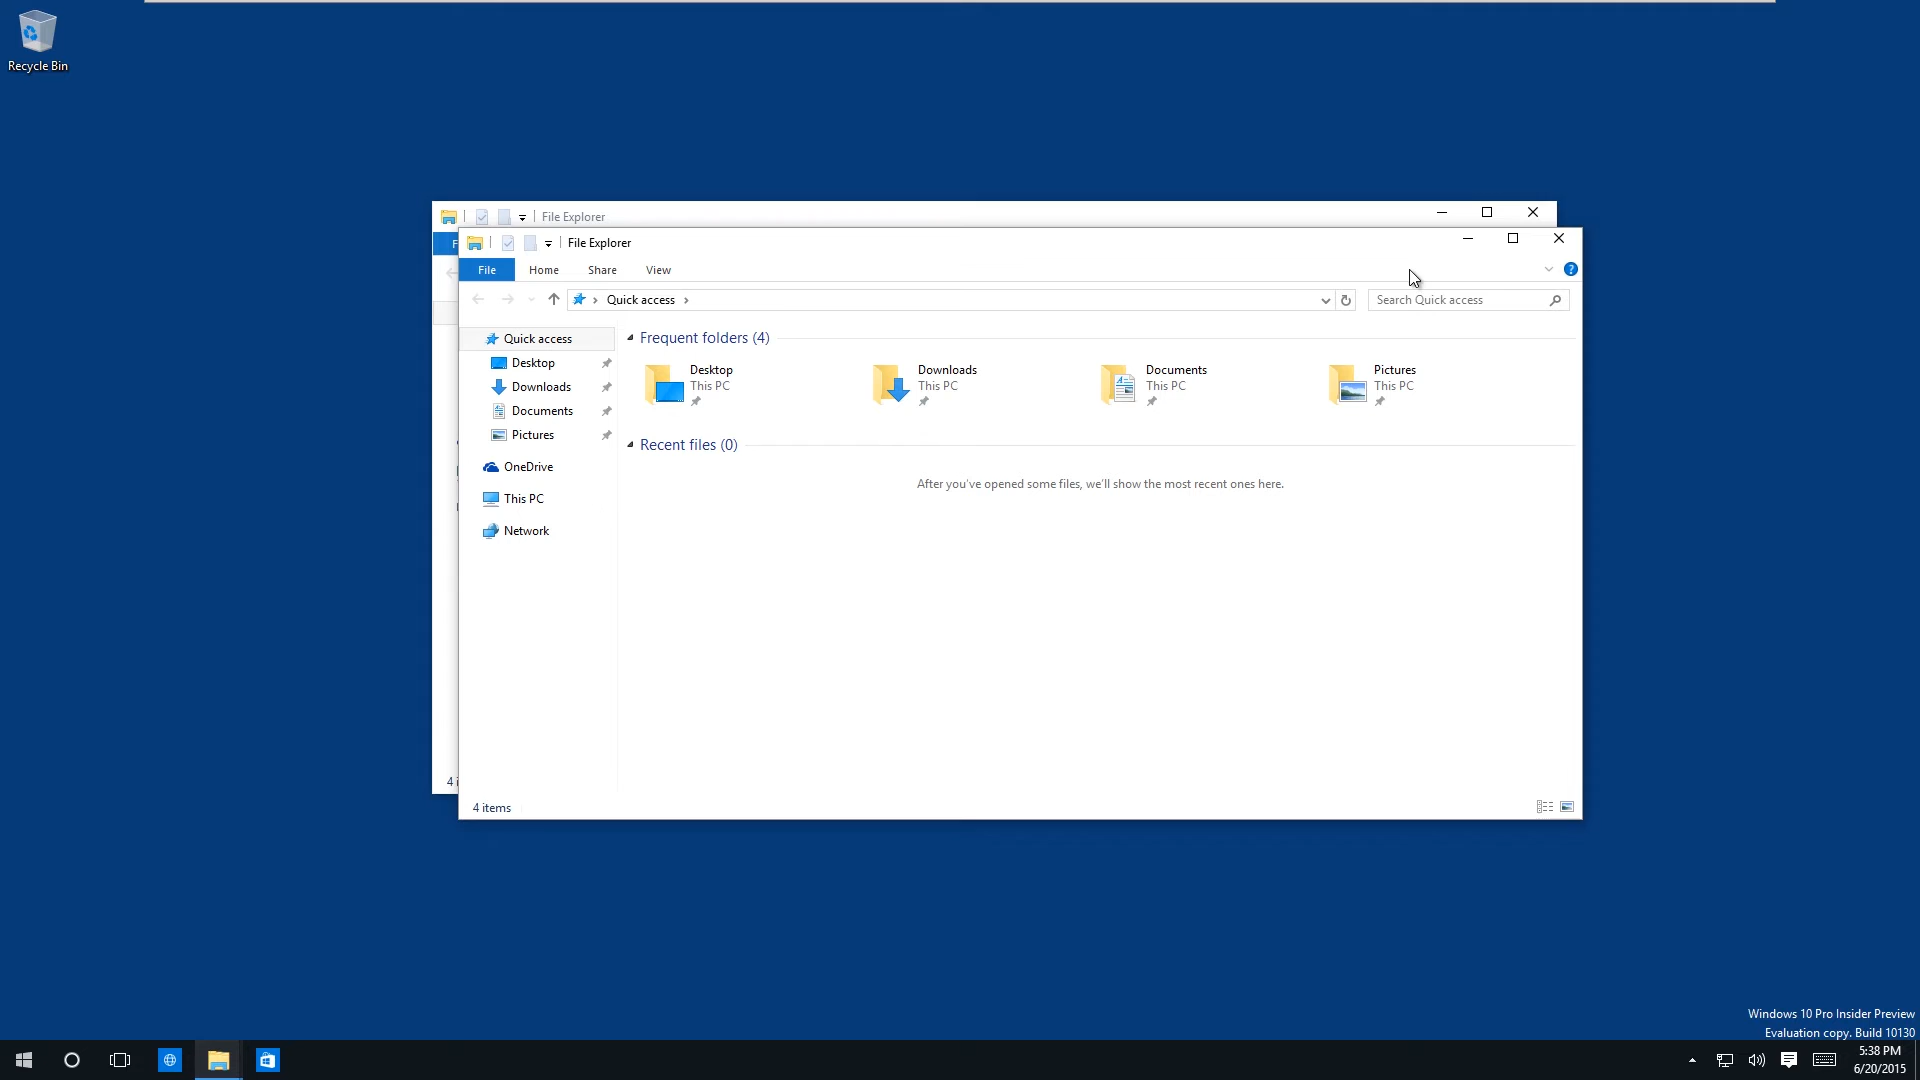 Recycle Bin
File Explorer
File Explorer
File
Home
Share
View
Quick access
Search Quick access
Quick access
Desktop
Downloads
Documents
Pictures
OneDrive
This PC
Network
Frequent folders (4)
Desktop
This PC
Downloads
This PC
Documents
This PC
Pictures
This PC
Recent files (0)
After you've opened some files, we'll show the most recent ones here.
4 items
Windows 10 Pro Insider Preview
Evaluation copy. Build 10130
5:38 PM
6/20/2015